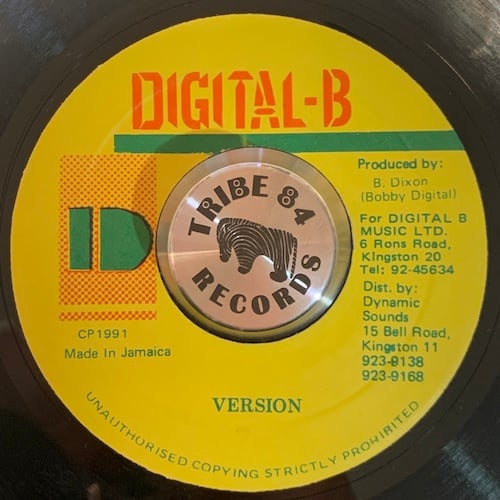 DIGITAL-B
Produced by:
B. Dixon
(Bobby Digital)
For DIGITAL B
MUSIC LTD.
6 Rons Road,
Kingston 20
Tel: 92-45634
Dist. by:
Dynamic
Sounds
15 Bell Road,
Kingston 11
923-9138
923-9168
TRIBE 84
RECORDS
D
CP1991
Made In Jamaica
VERSION
UNAUTHORISED COPYING STRICTLY PROHIBITED